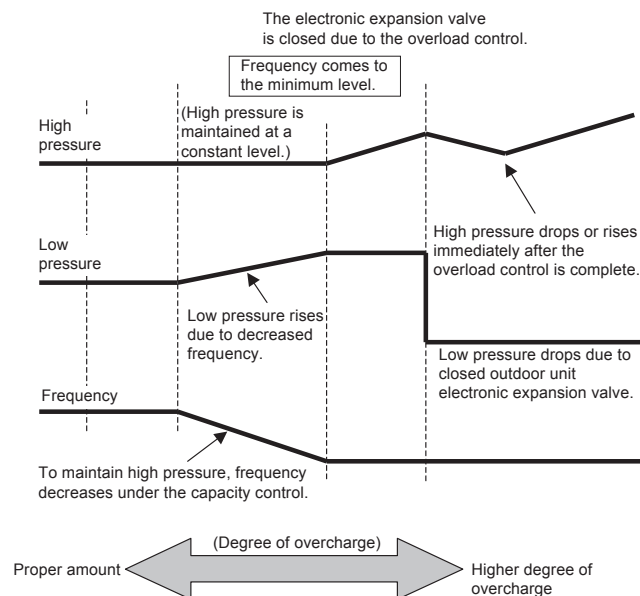 The electronic expansion valve
is closed due to the overload control.
Frequency comes to
the minimum level.
(High pressure is
maintained at a
constant level.)
High
pressure
High pressure drops or rises
immediately after the
overload control is complete.
Low
pressure
Low pressure rises
due to decreased
frequency.
Low pressure drops due to
closed outdoor unit
electronic expansion valve.
Frequency
To maintain high pressure, frequency
decreases under the capacity control.
(Degree of overcharge)
Proper amount
Higher degree of
overcharge